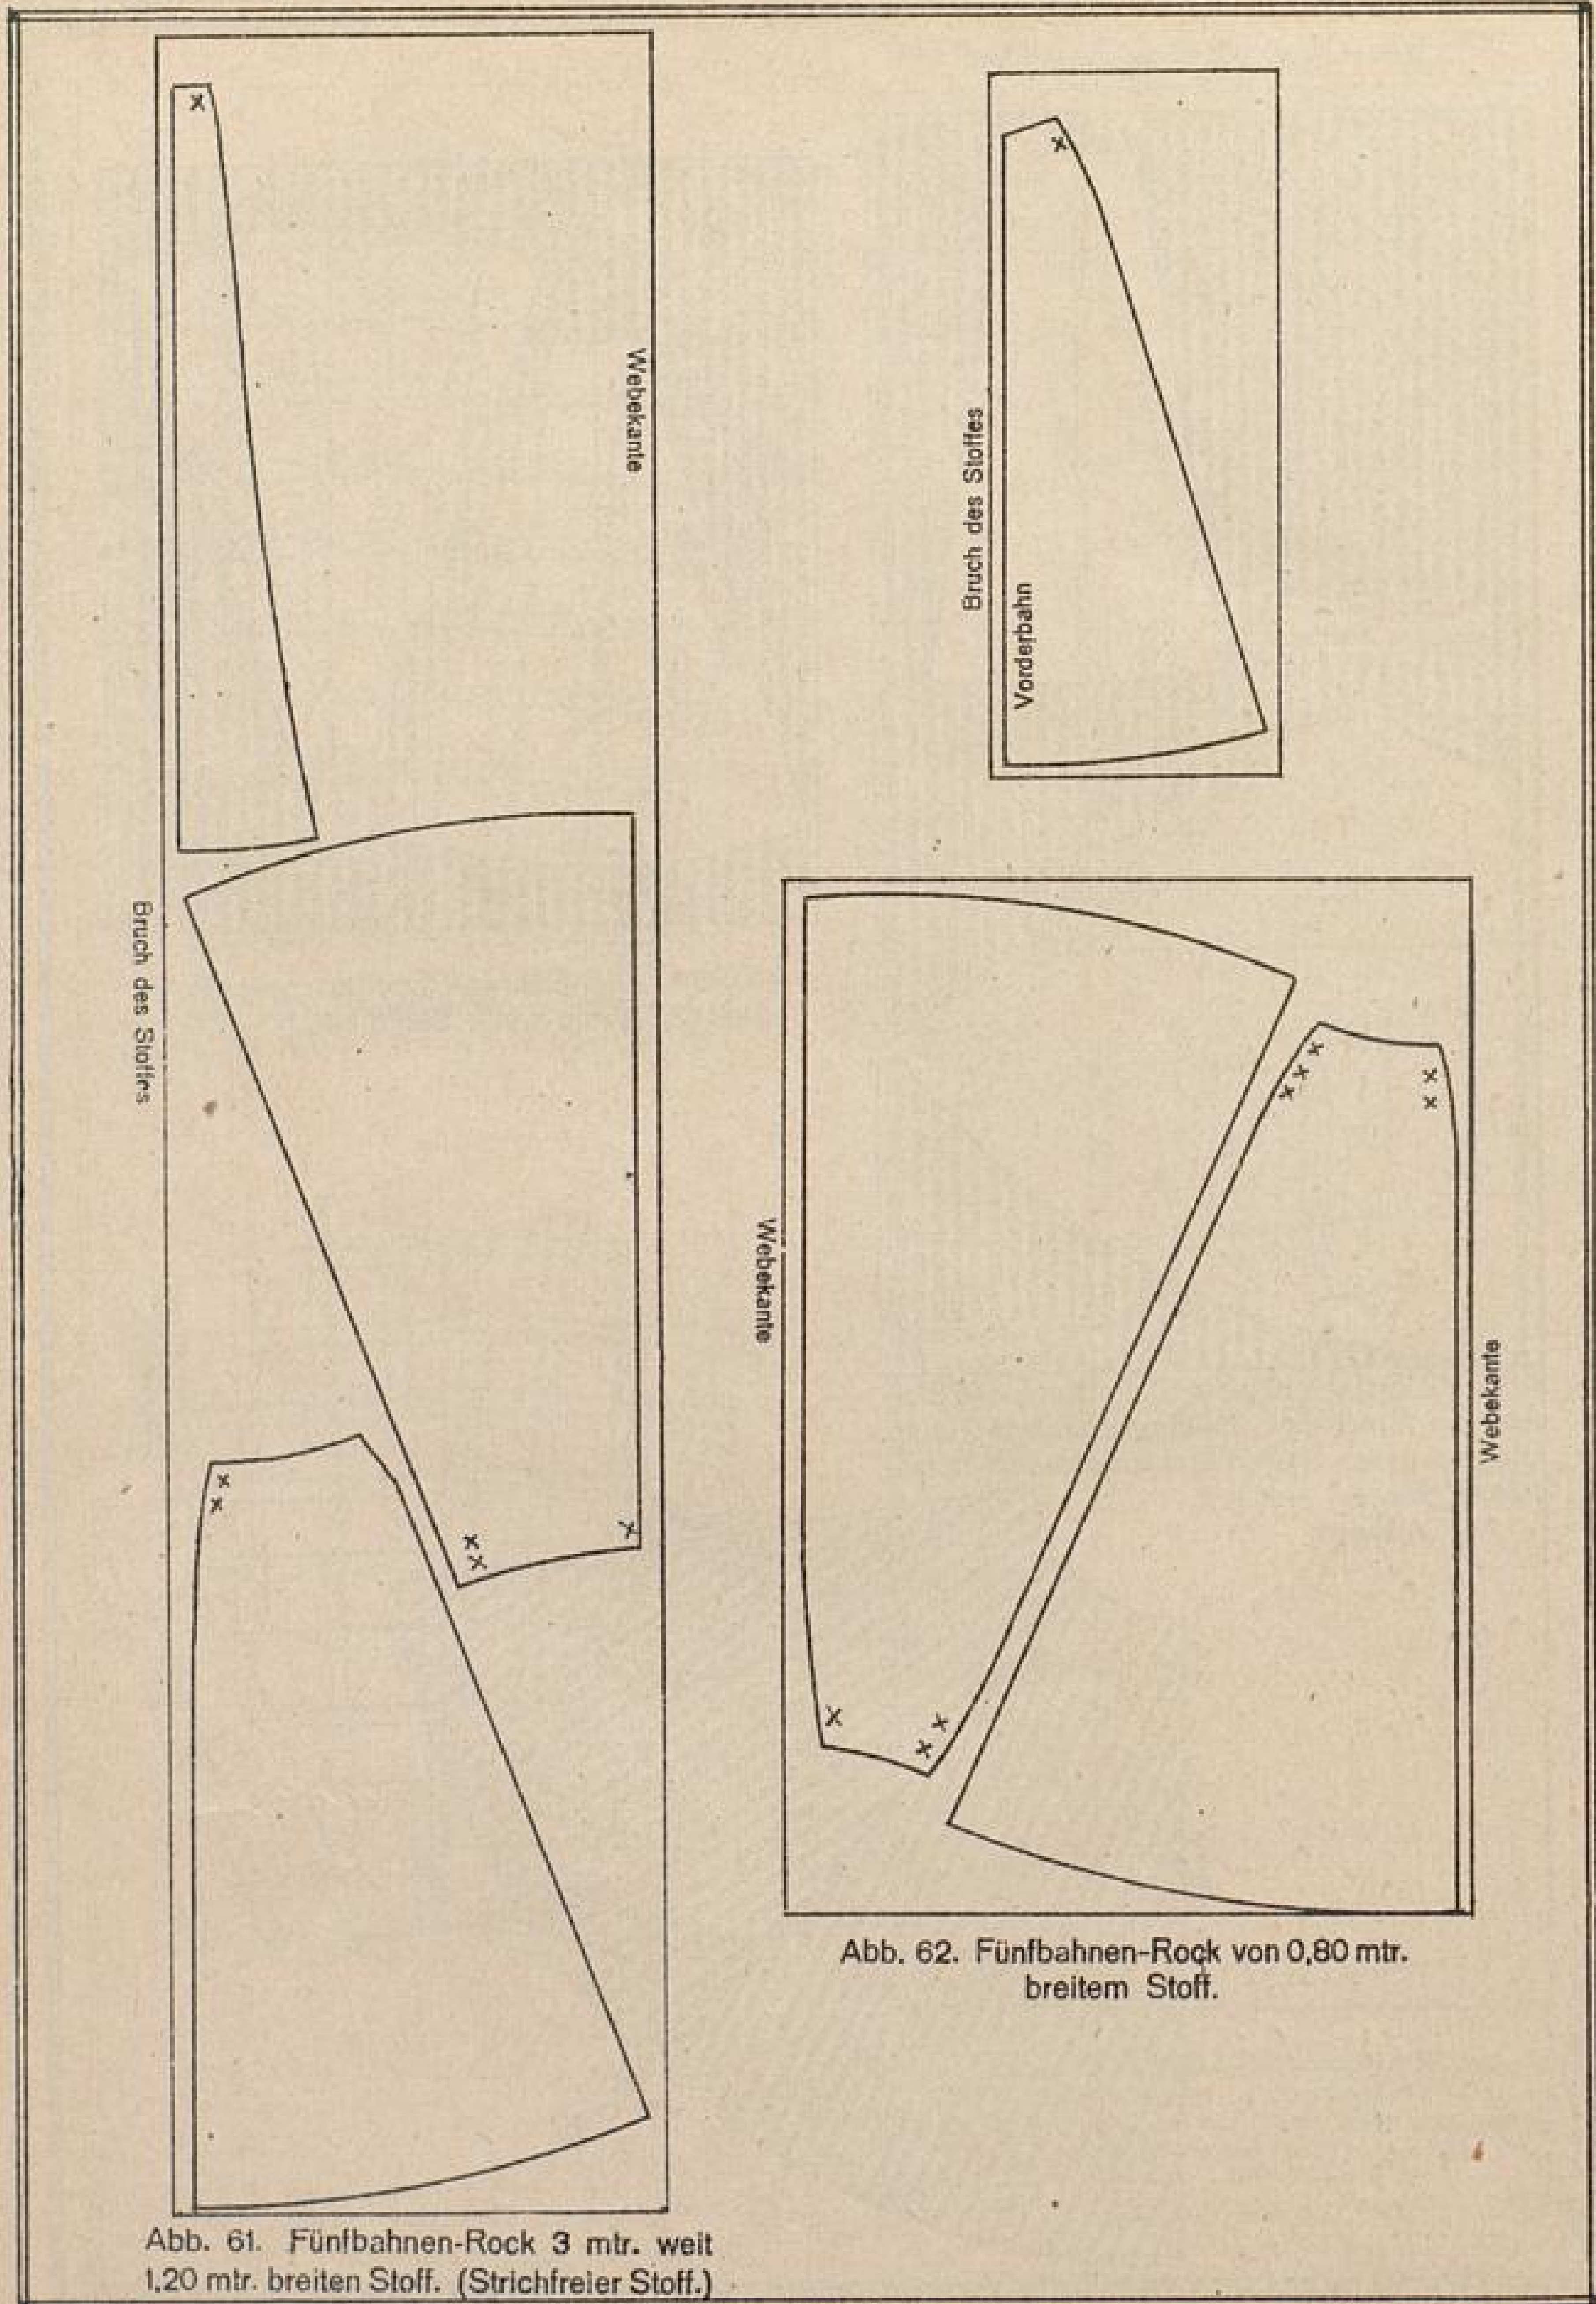 Webekante
Bruch des Stoffes
Bruch des Stoffes
Vorderbahn
Webekante
Webekante
Abb. 62. Fünfbahnen-Rock von 0,80 mtr.
breitem Stoff.
Abb. 61. Fünfbahnen-Rock 3 mtr. weit
1,20 mtr. breiten Stoff. (Strichfreier Stoff.)